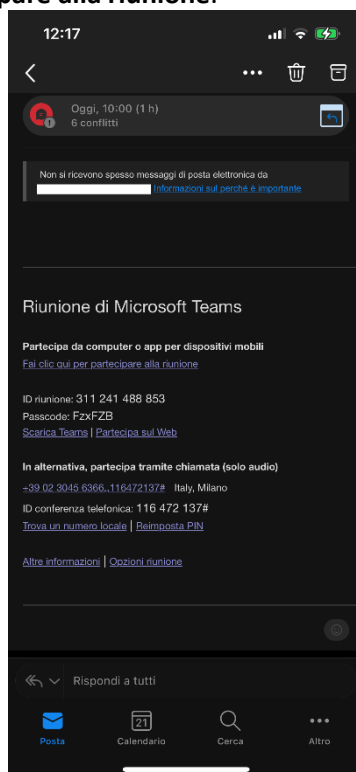 pare alla riunione.
12:17
Oggi, 10:00 (1 h)
6 conflitti
Non si ricevono spesso messaggi di posta elettronica da
Informazioni sul perché è importante
Riunione di Microsoft Teams
Partecipa da computer o app per dispositivi mobili
Fai clic qui per partecipare alla riunione
ID riunione: 311 241 488 853
Passcode: FzxFZB
Scarica Teams | Partecipa sul Web
In alternativa, partecipa tramite chiamata (solo audio)
+39 02 3045 6366,,116472137# Italy, Milano
ID conferenza telefonica: 116 472 137#
Trova un numero locale | Reimposta PIN
Altre informazioni | Opzioni riunione
Rispondi a tutti
21
Posta Calendario Cerca Altro